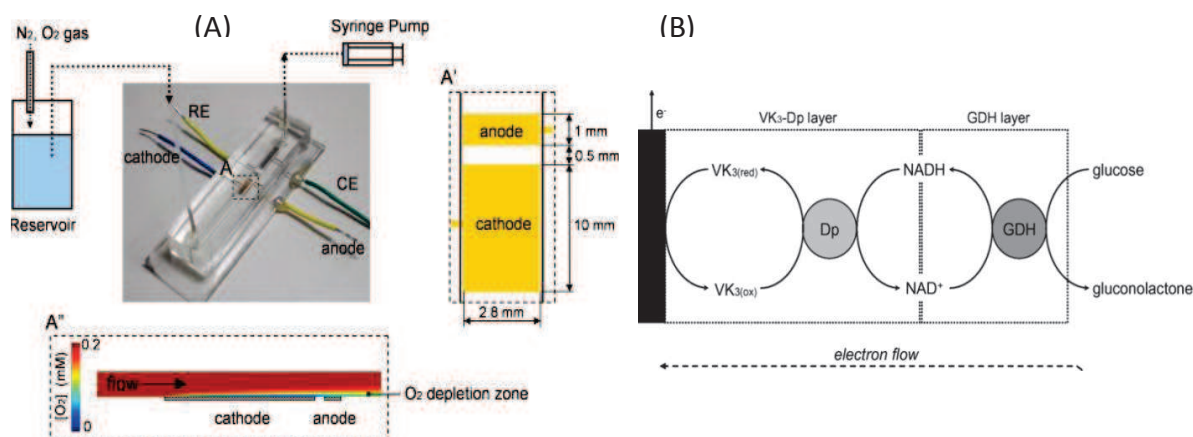 (A)
N₂, O₂ gas
Syringe Pump
RE
cathode
A
CE
anode
Reservoir
A'
anode
1 mm
0.5 mm
cathode
10 mm
2.8 mm
A"
0.2
[O₂] (mM)
0
flow
O₂ depletion zone
cathode
anode
(B)
e⁻
VK₃-Dp layer
GDH layer
VK₃(red)
NADH
glucose
Dp
GDH
VK₃(ox)
NAD⁺
gluconolactone
electron flow